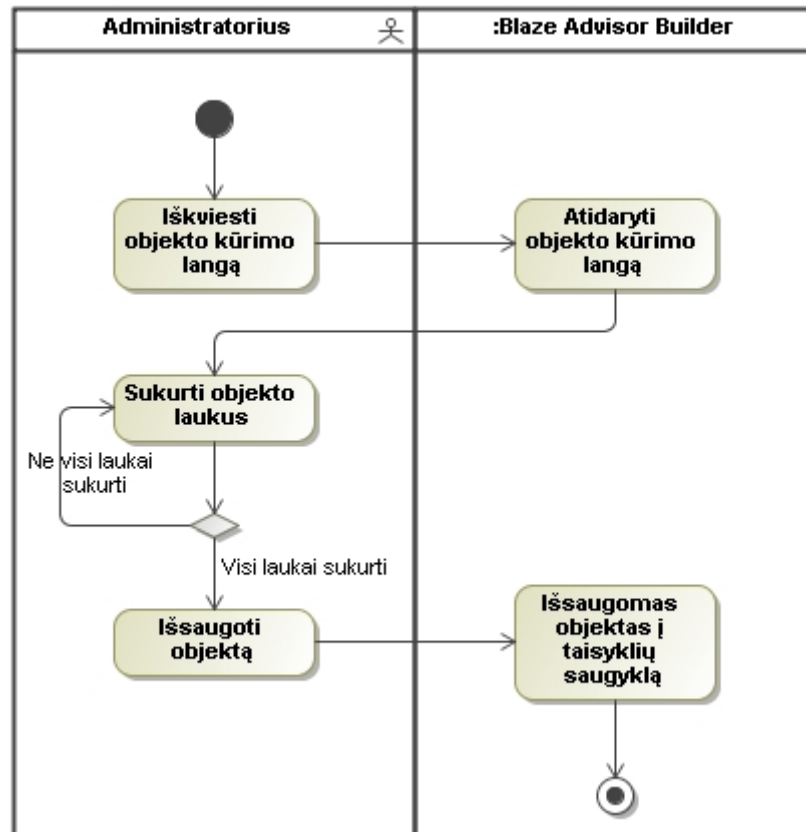 Administratorius
:Blaze Advisor Builder
Iškviesti
objekto kūrimo
langą
Atidaryti
objekto kūrimo
langą
Sukurti objekto
laukus
Ne visi laukai
sukurti
Visi laukai sukurti
Išsaugoti
objektą
Išsaugomas
objektas į
taisyklių
saugyklą